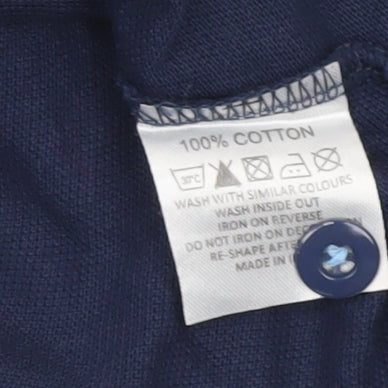 100% COTTON
30°C
WASH WITH SIMILAR COLOURS
WASH INSIDE OUT
IRON ON REVERSE
DO NOT IRON ON
RE-SHAPE
MADE IN